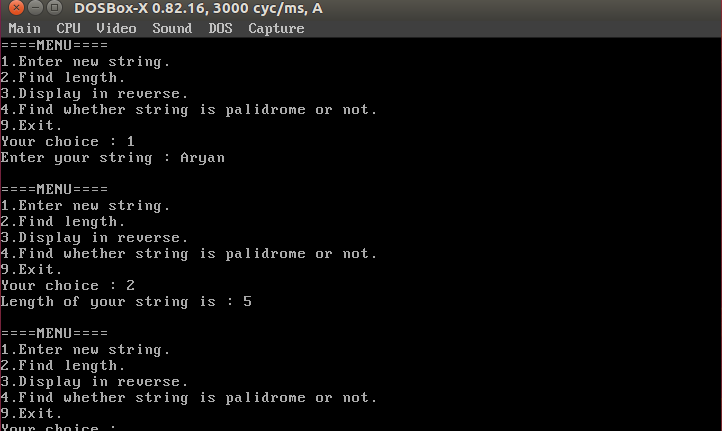 DOSBox-X 0.82.16, 3000 cyc/ms, A
Main CPU Video Sound DOS Capture
====MENU====
1.Enter new string.
2.Find length.
3.Display in reverse.
4.Find whether string is palidrome or not.
9.Exit.
Your choice : 1
Enter your string : Aryan
====MENU====
1.Enter new string.
2.Find length.
3.Display in reverse.
4.Find whether string is palidrome or not.
9.Exit.
Your choice : 2
Length of your string is : 5
====MENU====
1.Enter new string.
2.Find length.
3.Display in reverse.
4.Find whether string is palidrome or not.
9.Exit.
Your choice :